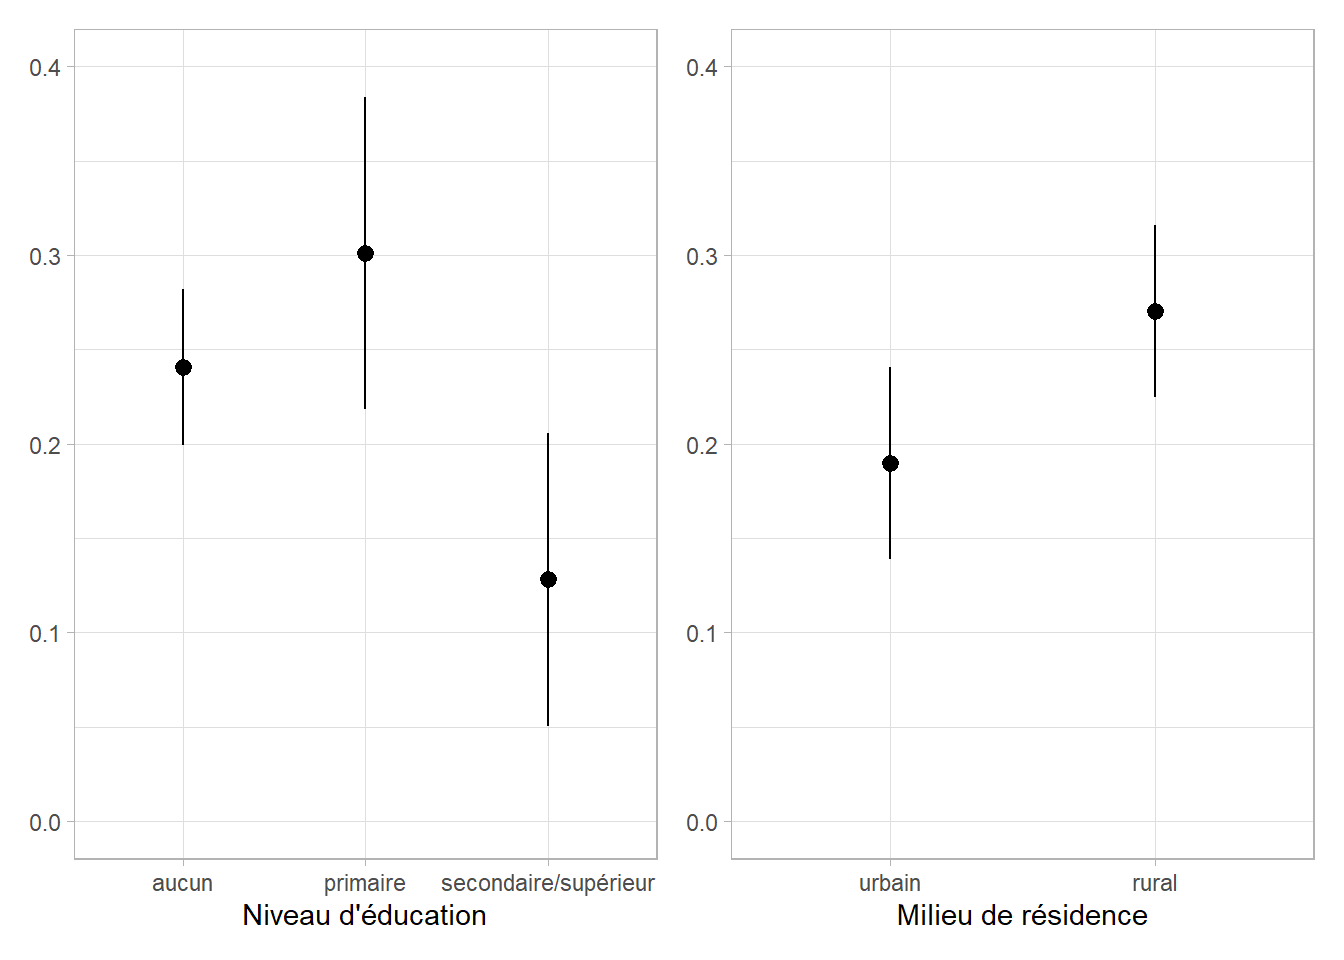 0.4
0.3
0.2
0.1
0.0
aucun primaire secondaire/supérieur
Niveau d'éducation
0.4
0.3
0.2
0.1
0.0
urbain rural
Milieu de résidence